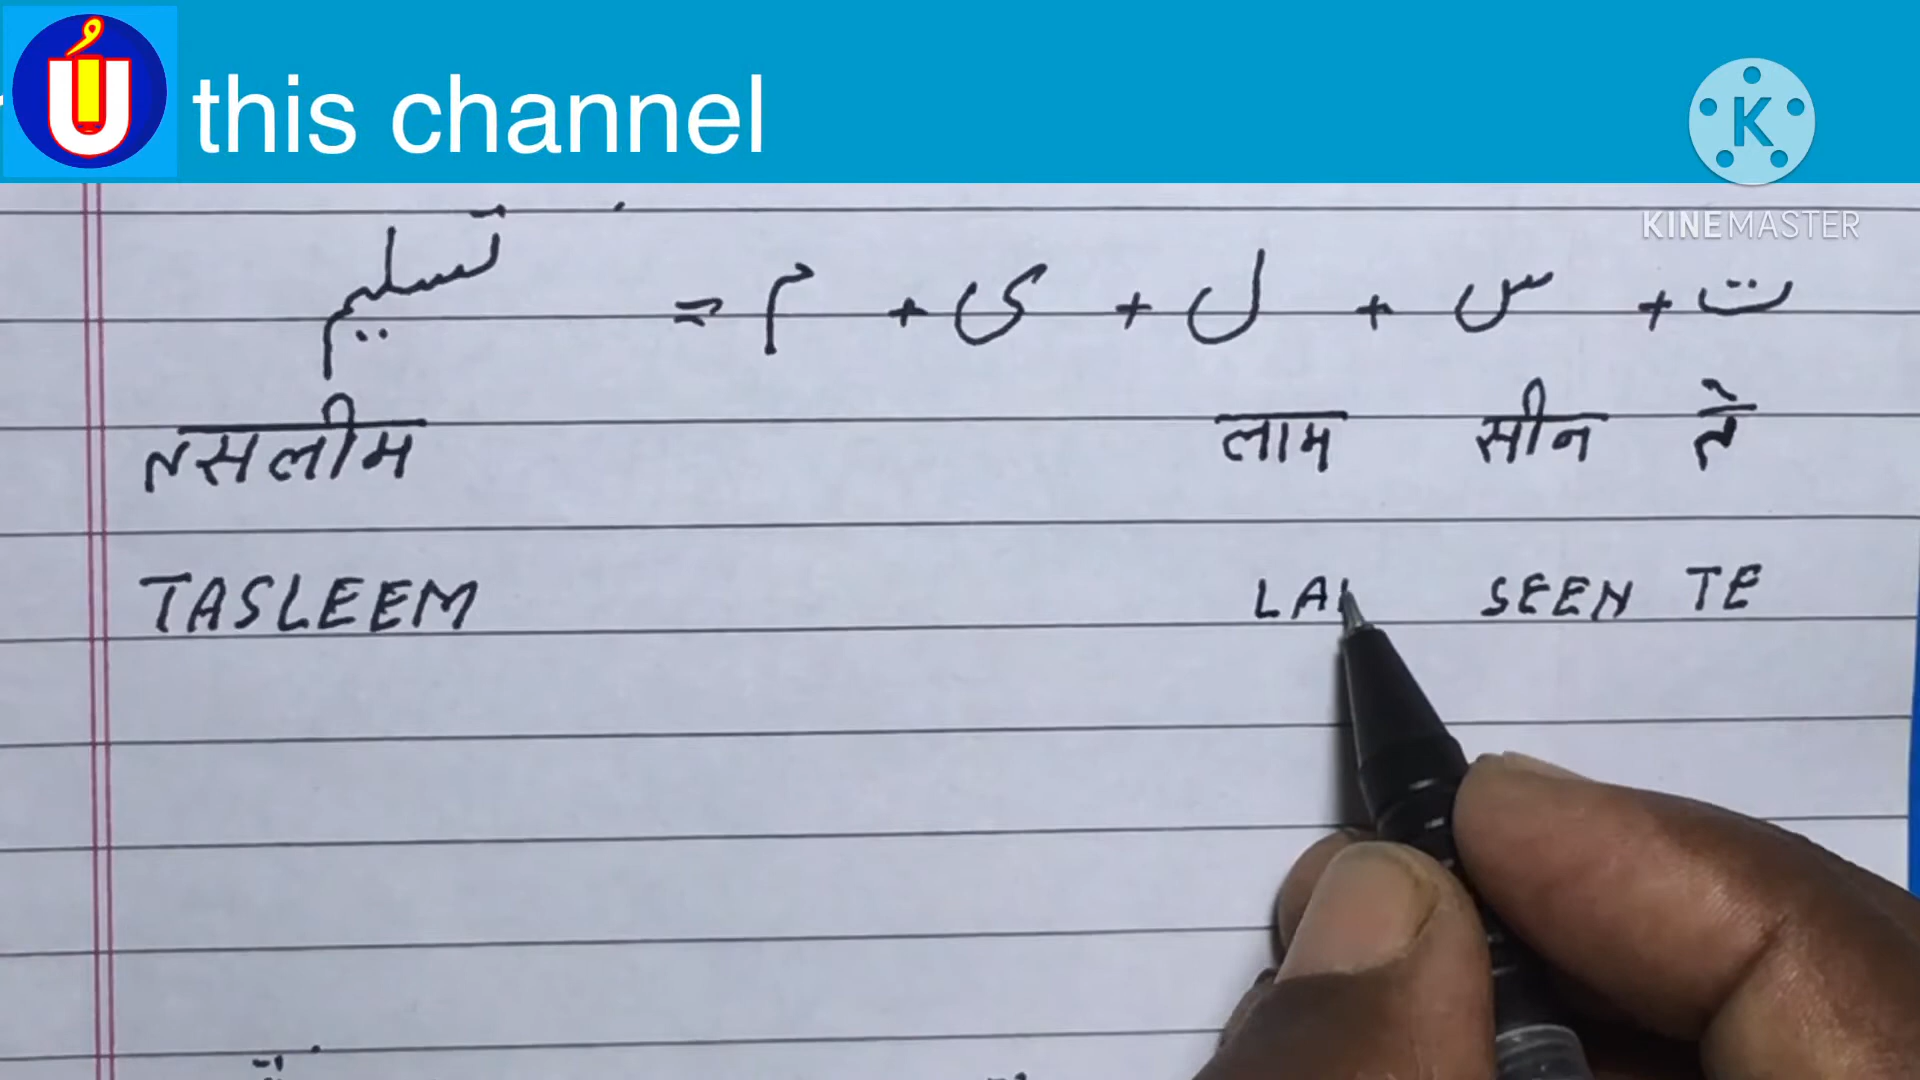 this channel
KINEMASTER
ت + س + ل + ی + م = تسلیم
तसलीम लाम सीन ते
TASLEEM LA SEEN TE